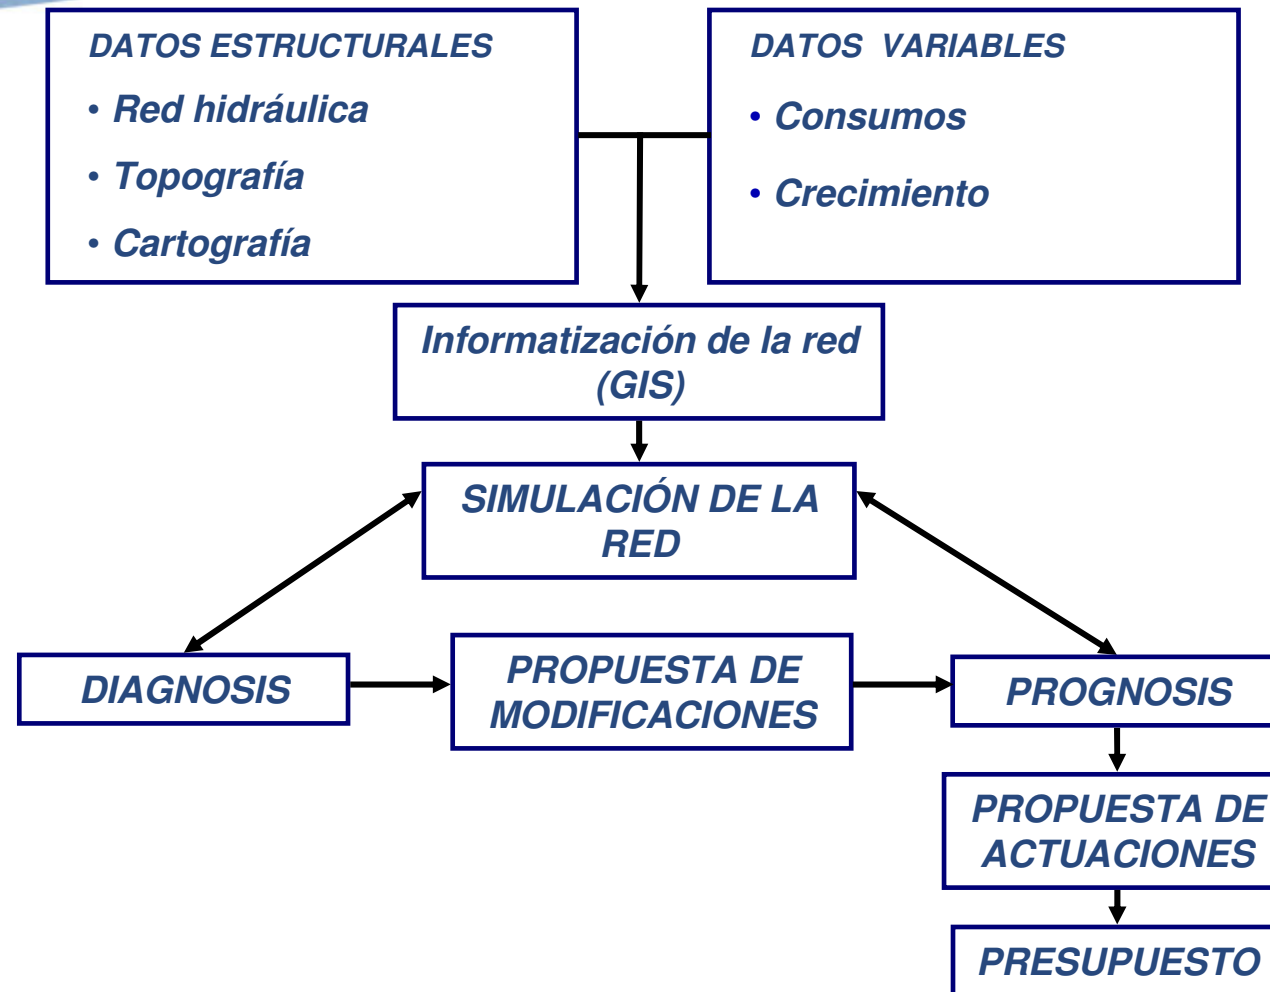 DATOS ESTRUCTURALES
• Red hidráulica
• Topografía
• Cartografía
DATOS VARIABLES
• Consumos
• Crecimiento
Informatización de la red
(GIS)
SIMULACIÓN DE LA
RED
DIAGNOSIS
PROPUESTA DE
MODIFICACIONES
PROGNOSIS
PROPUESTA DE
ACTUACIONES
PRESUPUESTO